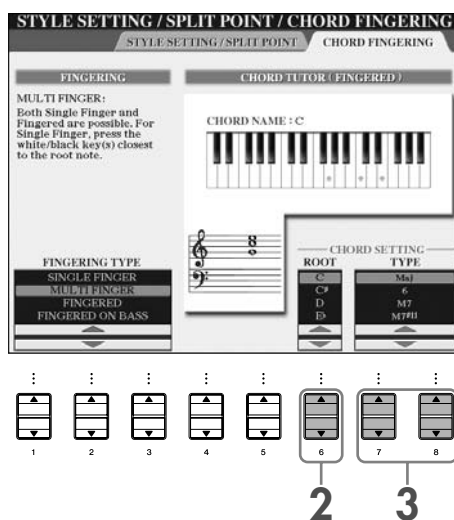 STYLE SETTING / SPLIT POINT / CHORD FINGERING
STYLE SETTING / SPLIT POINT
CHORD FINGERING
FINGERING
MULTI FINGER:
Both Single Finger and
Fingered are possible. For
Single Finger, press the
white/black key(s) closest
to the root note.
CHORD TUTOR ( FINGERED )
CHORD NAME : C
FINGERING TYPE
SINGLE FINGER
MULTI FINGER
FINGERED
FINGERED ON BASS
CHORD SETTING
ROOT
C
C#
D
E♭
TYPE
Maj
6
M7
M7#11
1
2
3
4
5
6
7
8
2
3